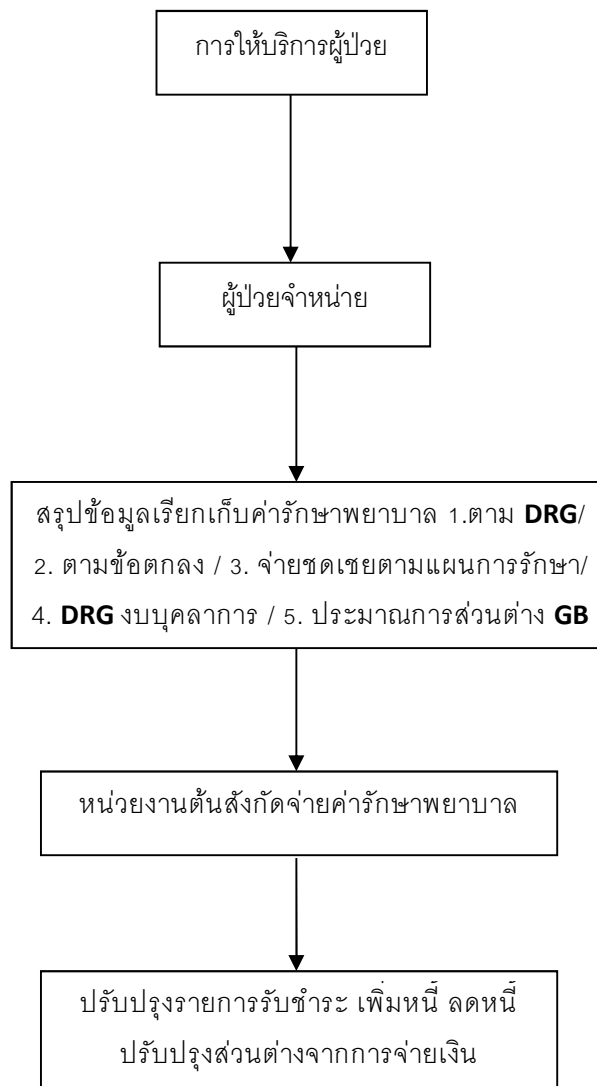 การให้บริการผู้ป่วย
ผู้ป่วยจำหน่าย
สรุปข้อมูลเรียกเก็บค่ารักษาพยาบาล 1.ตาม DRG/
2. ตามข้อตกลง / 3. จ่ายชดเชยตามแผนการรักษา/
4. DRG งบบุคลาการ / 5. ประมาณการส่วนต่าง GB
หน่วยงานต้นสังกัดจ่ายค่ารักษาพยาบาล
ปรับปรุงรายการรับชำระ เพิ่มหนี้ ลดหนี้
ปรับปรุงส่วนต่างจากการจ่ายเงิน